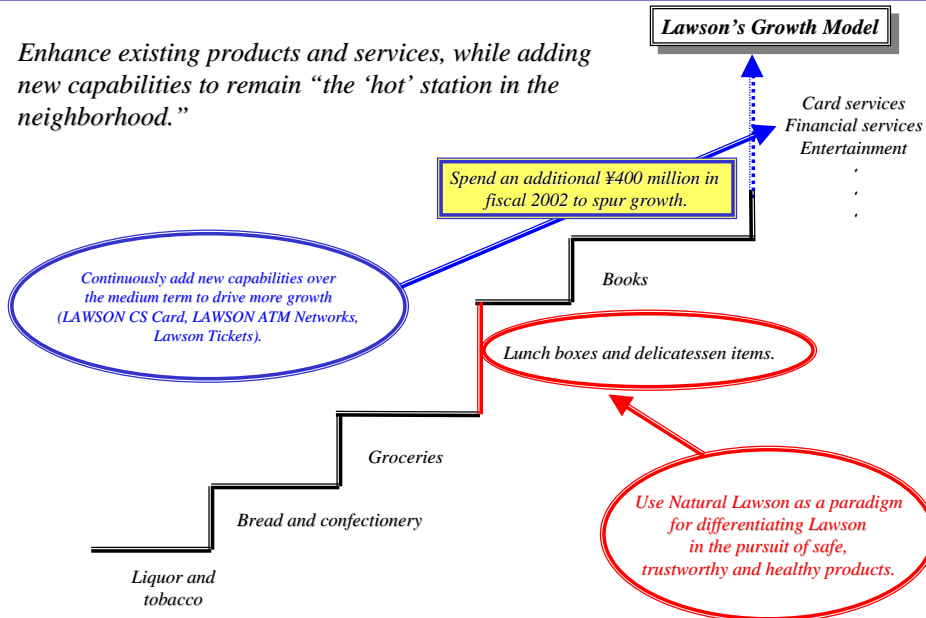 Lawson's Growth Model
Enhance existing products and services, while adding
new capabilities to remain “the ‘hot’ station in the
neighborhood.”
Card services
Financial services
Entertainment
.
.
.
Spend an additional ¥400 million in
fiscal 2002 to spur growth.
Continuously add new capabilities over
the medium term to drive more growth
(LAWSON CS Card, LAWSON ATM Networks,
Lawson Tickets).
Books
Lunch boxes and delicatessen items.
Groceries
Use Natural Lawson as a paradigm
for differentiating Lawson
in the pursuit of safe,
trustworthy and healthy products.
Bread and confectionery
Liquor and
tobacco